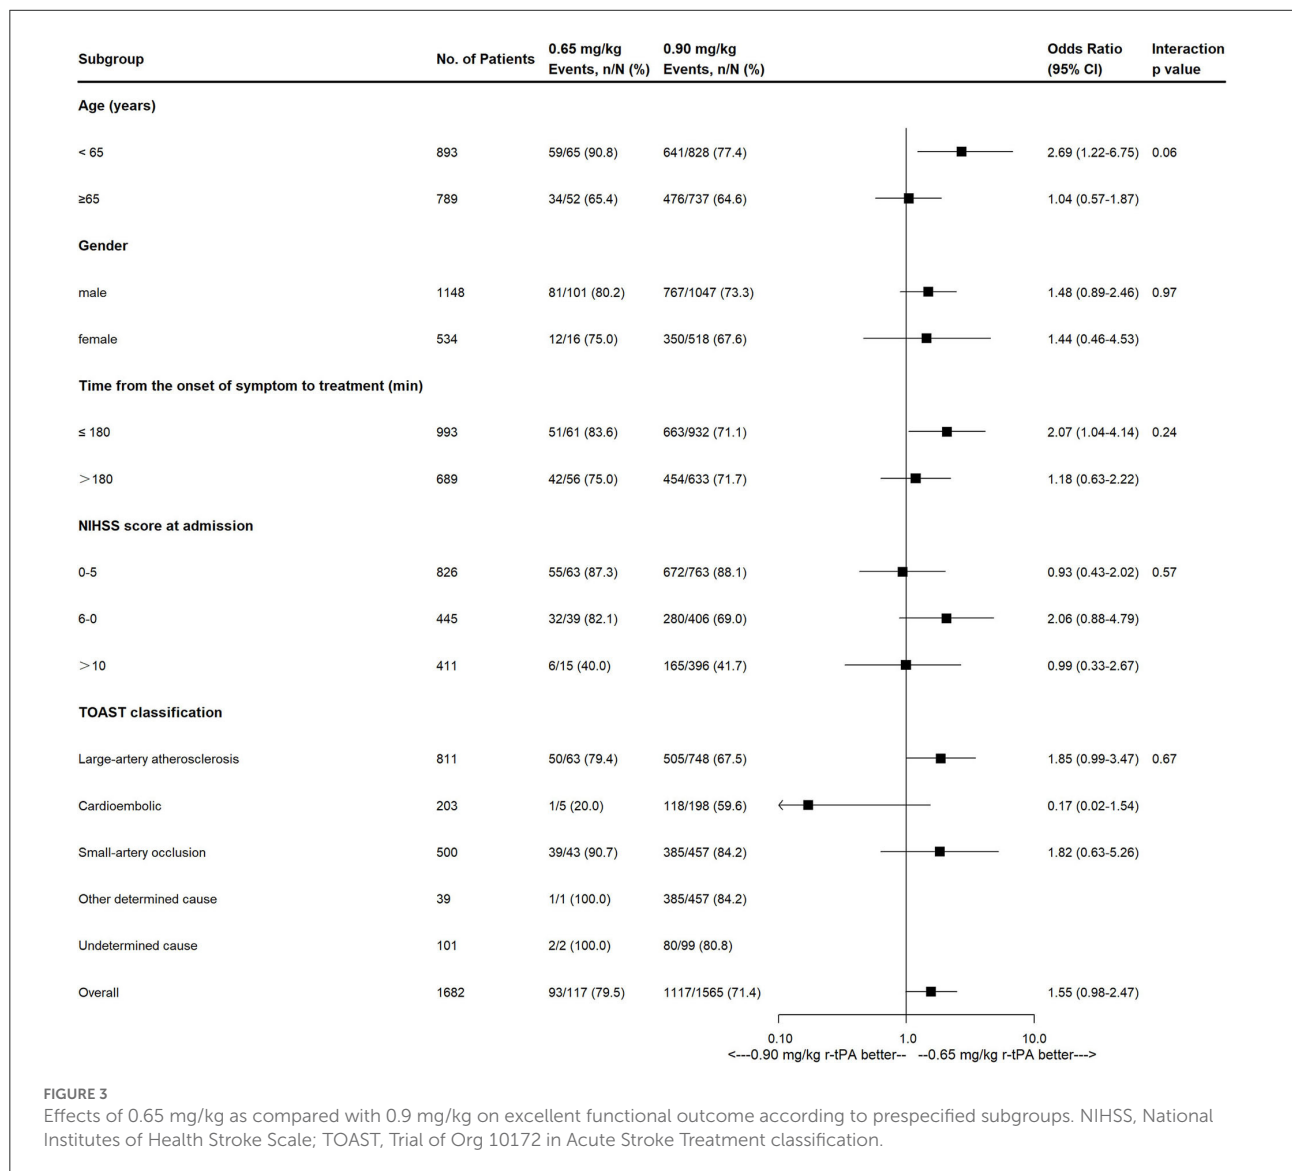 Subgroup No. of Patients 0.65 mg/kg Events, n/N (%) 0.90 mg/kg Events, n/N (%) Odds Ratio (95% CI) Interaction p value
Age (years)
< 65 893 59/65 (90.8) 641/828 (77.4) 2.69 (1.22-6.75) 0.06
≥65 789 34/52 (65.4) 476/737 (64.6) 1.04 (0.57-1.87)
Gender
male 1148 81/101 (80.2) 767/1047 (73.3) 1.48 (0.89-2.46) 0.97
female 534 12/16 (75.0) 350/518 (67.6) 1.44 (0.46-4.53)
Time from the onset of symptom to treatment (min)
≤ 180 993 51/61 (83.6) 663/932 (71.1) 2.07 (1.04-4.14) 0.24
>180 689 42/56 (75.0) 454/633 (71.7) 1.18 (0.63-2.22)
NIHSS score at admission
0-5 826 55/63 (87.3) 672/763 (88.1) 0.93 (0.43-2.02) 0.57
6-0 445 32/39 (82.1) 280/406 (69.0) 2.06 (0.88-4.79)
>10 411 6/15 (40.0) 165/396 (41.7) 0.99 (0.33-2.67)
TOAST classification
Large-artery atherosclerosis 811 50/63 (79.4) 505/748 (67.5) 1.85 (0.99-3.47) 0.67
Cardioembolic 203 1/5 (20.0) 118/198 (59.6) 0.17 (0.02-1.54)
Small-artery occlusion 500 39/43 (90.7) 385/457 (84.2) 1.82 (0.63-5.26)
Other determined cause 39 1/1 (100.0) 385/457 (84.2)
Undetermined cause 101 2/2 (100.0) 80/99 (80.8)
Overall 1682 93/117 (79.5) 1117/1565 (71.4) 1.55 (0.98-2.47)
0.10 1.0 10.0
<---0.90 mg/kg r-tPA better-- --0.65 mg/kg r-tPA better--->
FIGURE 3
Effects of 0.65 mg/kg as compared with 0.9 mg/kg on excellent functional outcome according to prespecified subgroups. NIHSS, National
Institutes of Health Stroke Scale; TOAST, Trial of Org 10172 in Acute Stroke Treatment classification.